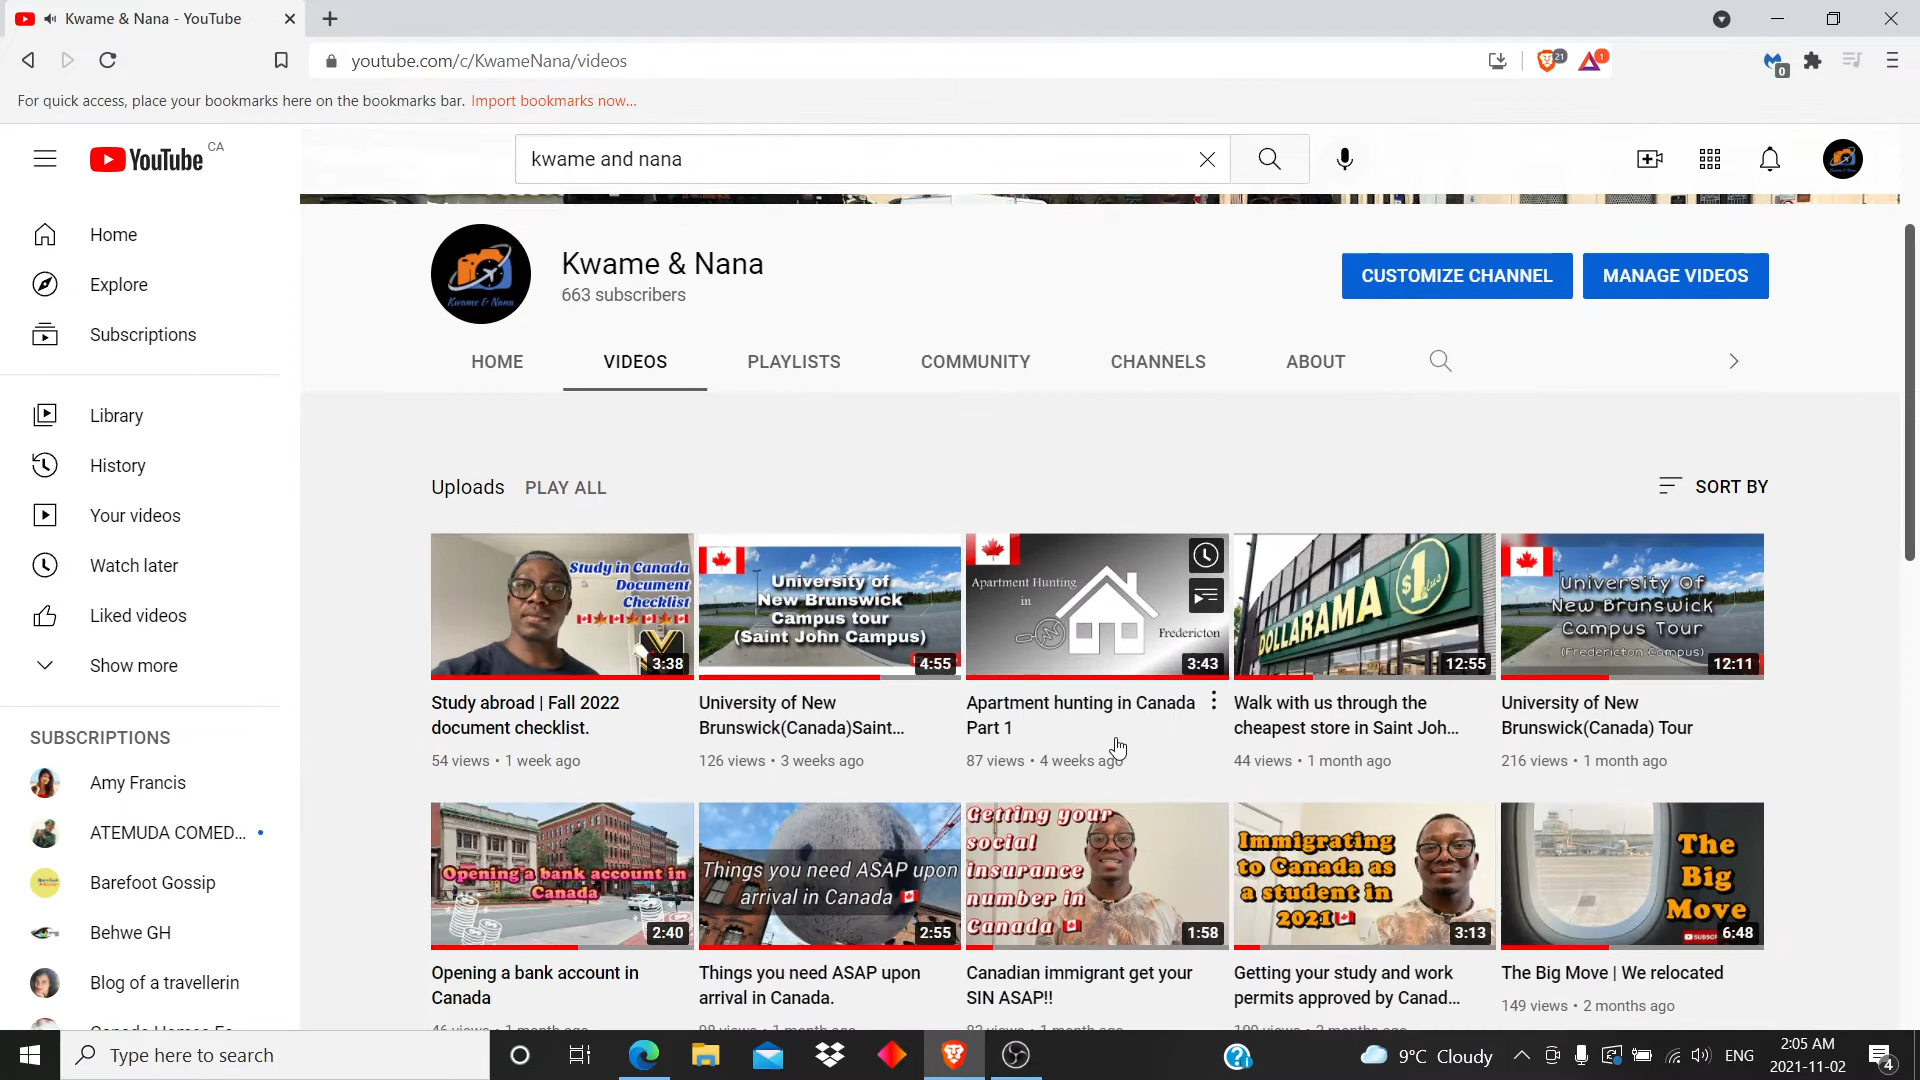 Kwame & Nana - YouTube
youtube.com/c/KwameNana/videos
21
1
0
For quick access, place your bookmarks here on the bookmarks bar. Import bookmarks now...
YouTube CA
kwame and nana
Home
Explore
Subscriptions
Library
History
Your videos
Watch later
Liked videos
Show more
SUBSCRIPTIONS
Amy Francis
ATEMUDA COMED...
Barefoot Gossip
Behwe GH
Blog of a travellerin
Kwame & Nana
Kwame & Nana
663 subscribers
CUSTOMIZE CHANNEL
MANAGE VIDEOS
HOME
VIDEOS
PLAYLISTS
COMMUNITY
CHANNELS
ABOUT
Uploads
PLAY ALL
SORT BY
Study in Canada
Document
Checklist
3:38
Study abroad | Fall 2022
document checklist.
54 views • 1 week ago
University of
New Brunswick
Campus tour
(Saint John Campus)
4:55
University of New
Brunswick(Canada)Saint...
126 views • 3 weeks ago
Apartment Hunting
in
Fredericton
3:43
Apartment hunting in Canada
Part 1
87 views • 4 weeks ago
DOLLARAMA $1 plus
12:55
Walk with us through the
cheapest store in Saint Joh...
44 views • 1 month ago
University Of
New Brunswick
Campus Tour
(Fredericton Campus)
12:11
University of New
Brunswick(Canada) Tour
216 views • 1 month ago
Opening a bank account in
Canada
2:40
Opening a bank account in
Canada
Things you need ASAP upon
arrival in Canada
2:55
Things you need ASAP upon
arrival in Canada.
Getting your
social
insurance
number in
Canada
1:58
Canadian immigrant get your
SIN ASAP!!
Immigrating
to Canada as
a student in
2021
3:13
Getting your study and work
permits approved by Canad...
The
Big
Move
6:48
The Big Move | We relocated
149 views • 2 months ago
Type here to search
9°C Cloudy
ENG
2:05 AM
2021-11-02
4